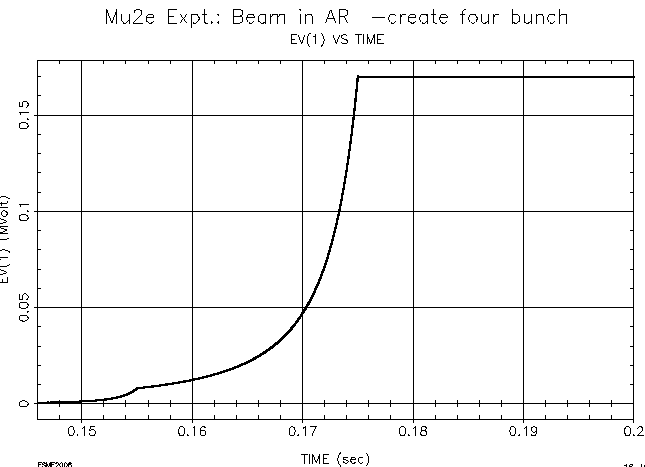 Mu2e Expt.: Beam in AR −create four bunch
EV(1) VS TIME
0.15
0.1
0.05
0
EV(1) (MVolt)
0.15 0.16 0.17 0.18 0.19 0.2
TIME (sec)
ESME2006